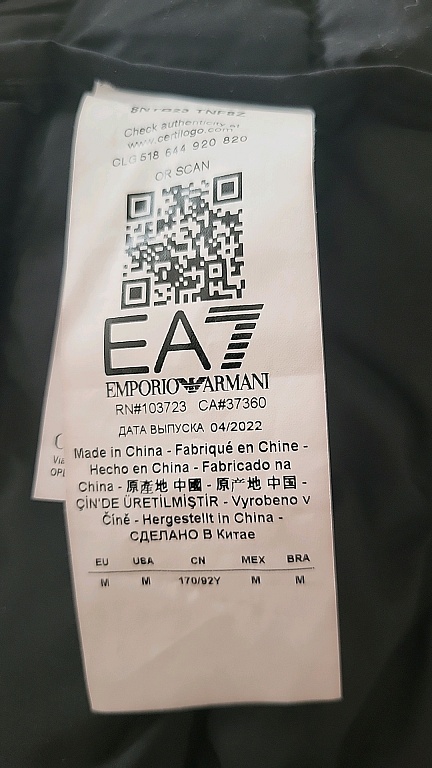 Check authenticity at
www.certilogo.com
CLG 518 644 920 820
OR SCAN
EA7
EMPORIO ARMANI
RN#103723 CA#37360
ДАТА ВЫПУСКА 04/2022
Made in China - Fabriqué en Chine -
Hecho en China - Fabricado na
China - 原產地 中國 - 原产地 中国 -
ÇİN'DE ÜRETİLMİŞTİR - Vyrobeno v
Číně - Hergestellt in China -
СДЕЛАНО В Китае
EU USA CN MEX BRA
M M 170/92Y M M